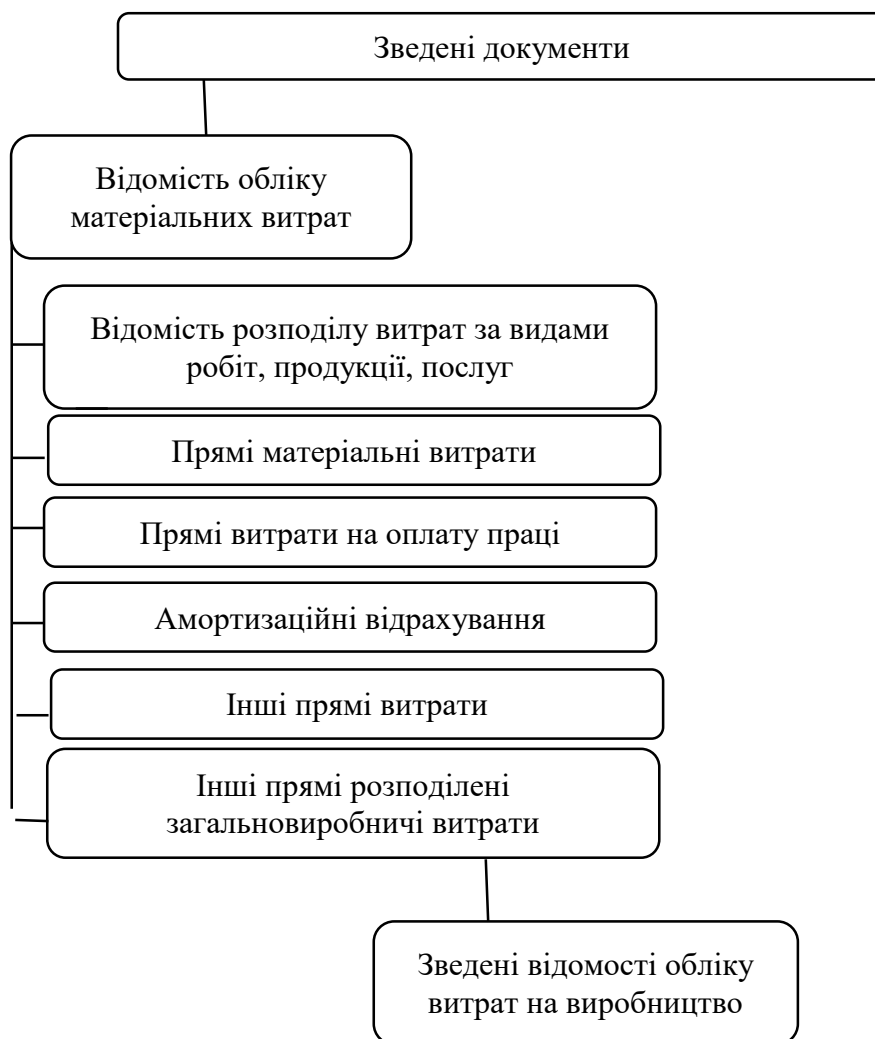 Зведені документи
Відомість обліку
матеріальних витрат
Відомість розподілу витрат за видами
робіт, продукції, послуг
Прямі матеріальні витрати
Прямі витрати на оплату праці
Амортизаційні відрахування
Інші прямі витрати
Інші прямі розподілені
загальновиробничі витрати
Зведені відомості обліку
витрат на виробництво